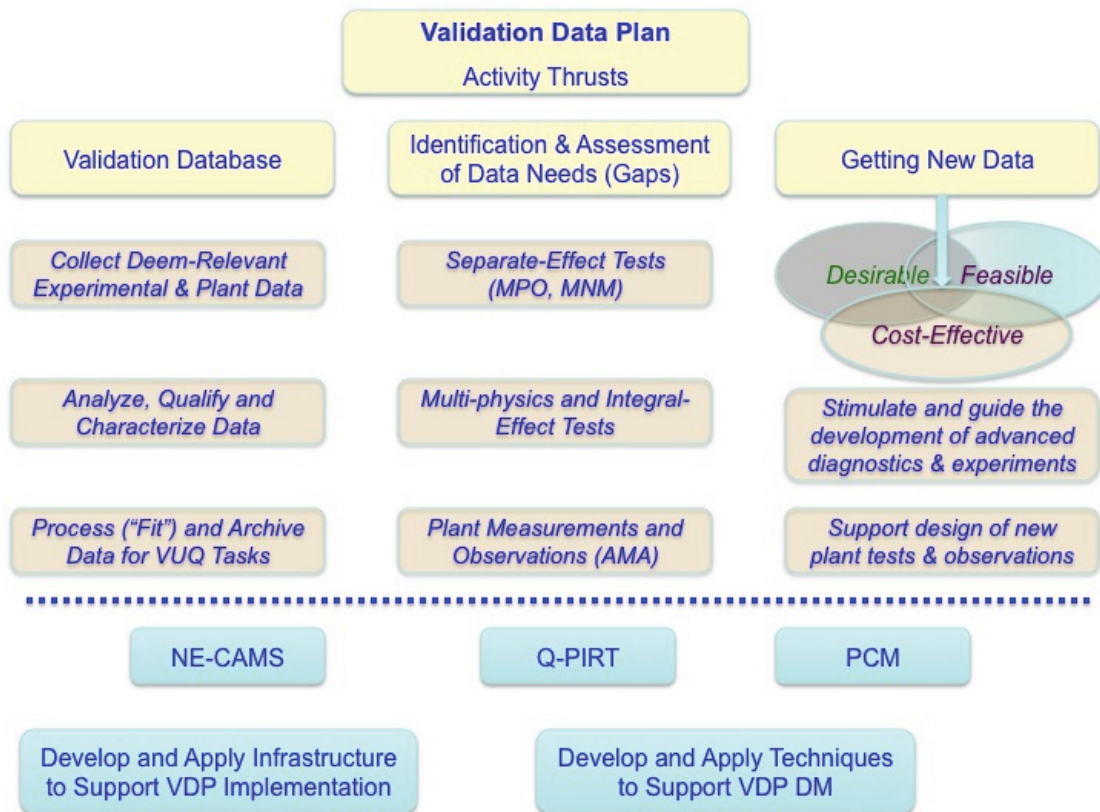 Validation Data Plan
Activity Thrusts
Validation Database
Identification & Assessment
of Data Needs (Gaps)
Getting New Data
Collect Deem-Relevant
Experimental & Plant Data
Separate-Effect Tests
(MPO, MNM)
Desirable
Feasible
Cost-Effective
Analyze, Qualify and
Characterize Data
Multi-physics and Integral-
Effect Tests
Stimulate and guide the
development of advanced
diagnostics & experiments
Process (“Fit”) and Archive
Data for VUQ Tasks
Plant Measurements and
Observations (AMA)
Support design of new
plant tests & observations
NE-CAMS
Q-PIRT
PCM
Develop and Apply Infrastructure
to Support VDP Implementation
Develop and Apply Techniques
to Support VDP DM